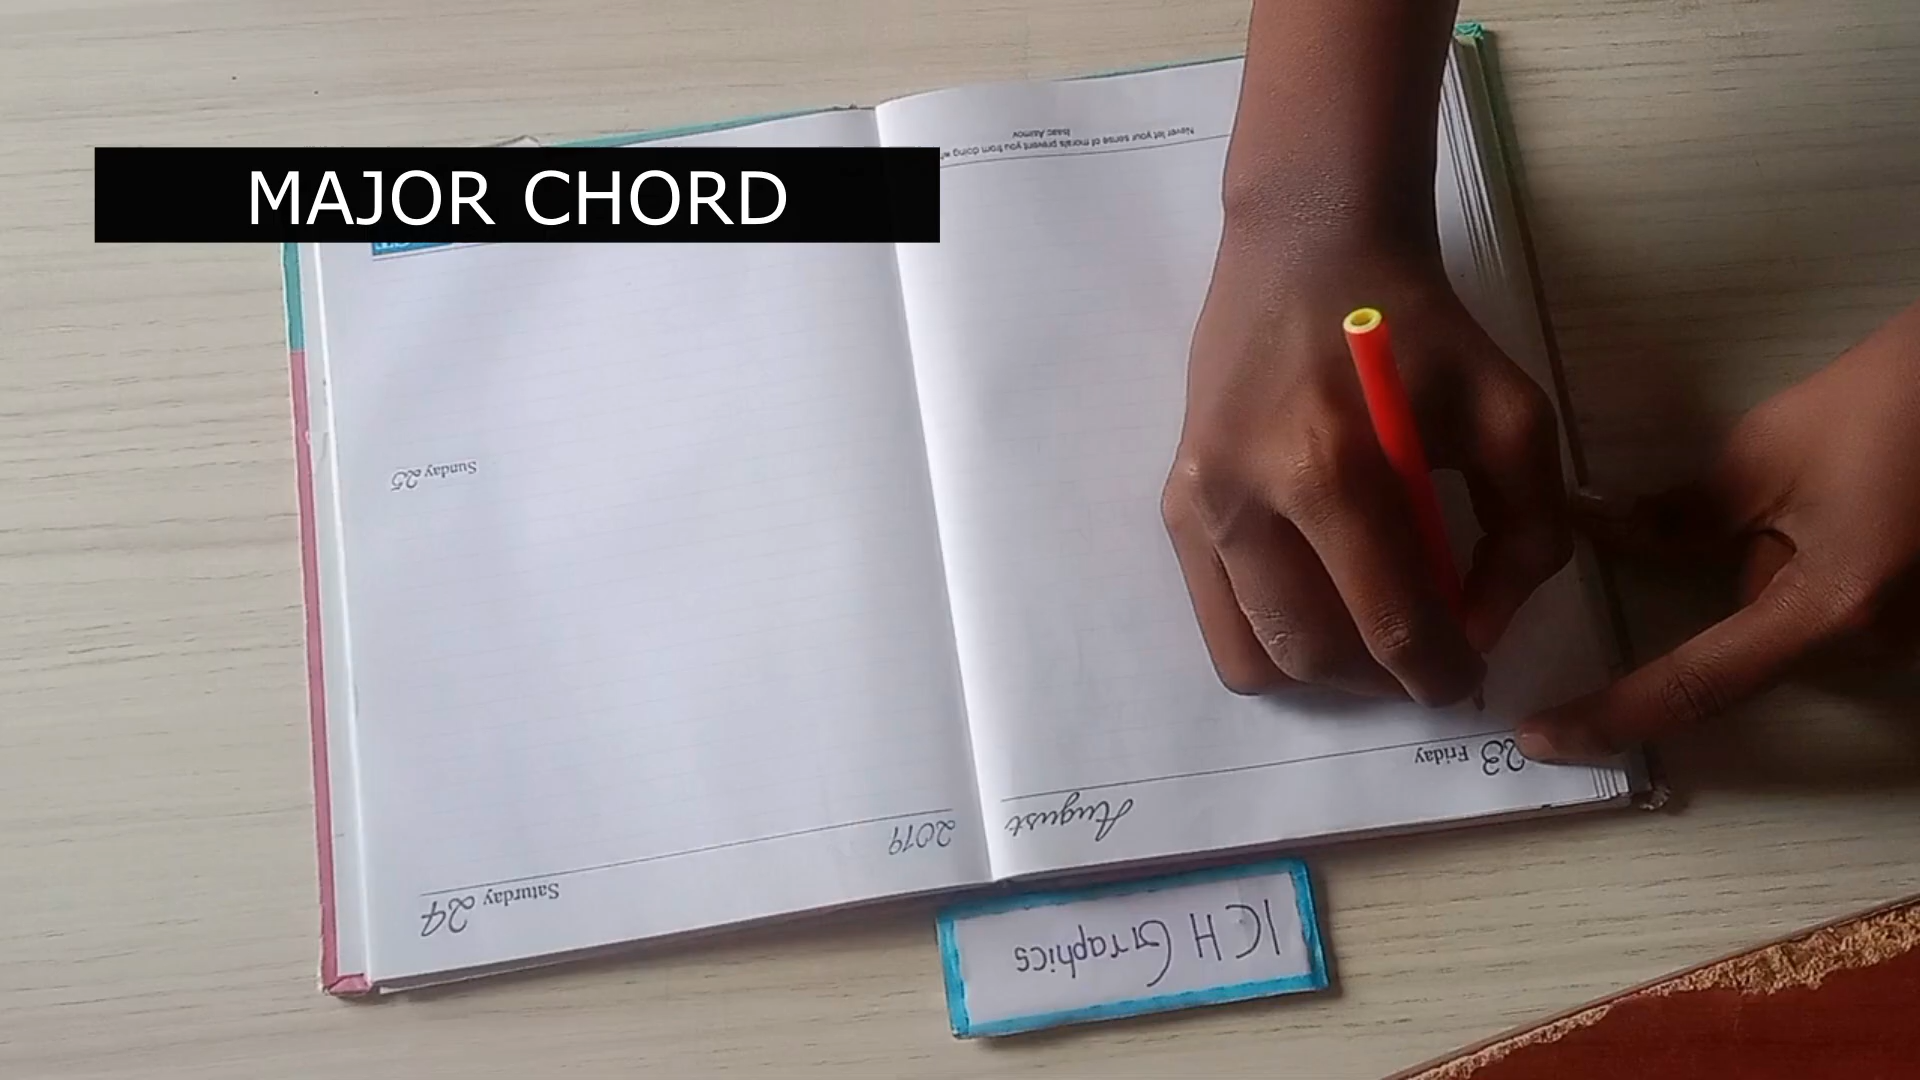 MAJOR CHORD
Never let your sense of morals prevent you from doing
Isaac Asimov
Sunday 25
23 Friday
August
2019
Saturday 24
ICH Graphics